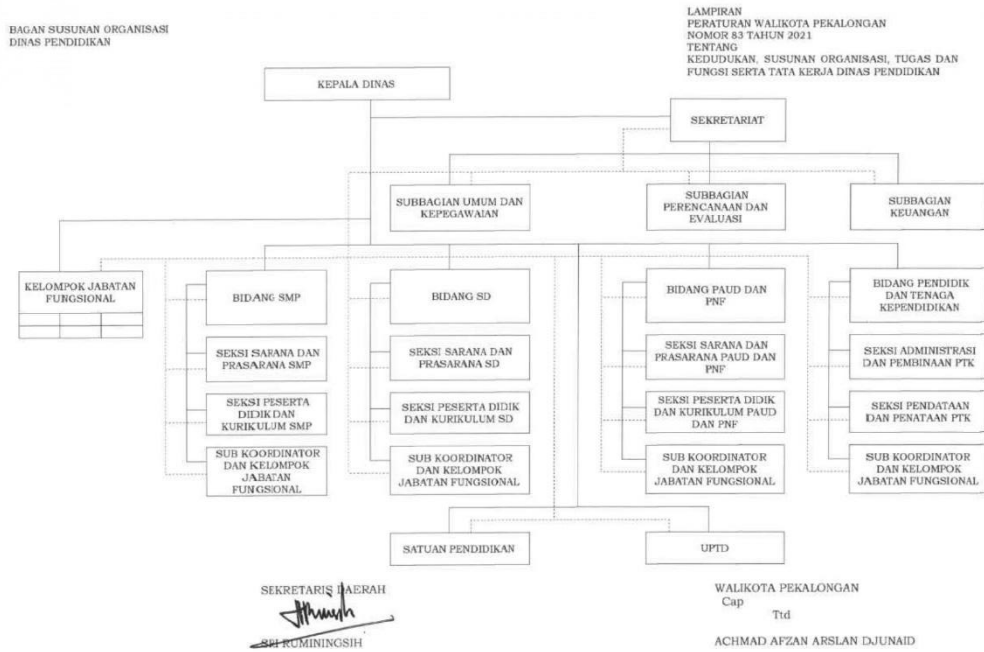 BAGAN SUSUNAN ORGANISASI
DINAS PENDIDIKAN
LAMPIRAN
PERATURAN WALIKOTA PEKALONGAN
NOMOR 83 TAHUN 2021
TENTANG
KEDUDUKAN, SUSUNAN ORGANISASI, TUGAS DAN
FUNGSI SERTA TATA KERJA DINAS PENDIDIKAN
KEPALA DINAS
SEKRETARIAT
SUBBAGIAN UMUM DAN
KEPEGAWAIAN
SUBBAGIAN
PERENCANAAN DAN
EVALUASI
SUBBAGIAN
KEUANGAN
KELOMPOK JABATAN
FUNGSIONAL
BIDANG SMP
BIDANG SD
BIDANG PAUD DAN
PNF
BIDANG PENDIDIK
DAN TENAGA
KEPENDIDIKAN
SEKSI SARANA DAN
PRASARANA SMP
SEKSI SARANA DAN
PRASARANA SD
SEKSI SARANA DAN
PRASARANA PAUD DAN
PNF
SEKSI ADMINISTRASI
DAN PEMBINAAN PTK
SEKSI PESERTA
DIDIK DAN
KURIKULUM SMP
SEKSI PESERTA DIDIK
DAN KURIKULUM SD
SEKSI PESERTA DIDIK
DAN KURIKULUM PAUD
DAN PNF
SEKSI PENDATAAN
DAN PENATAAN PTK
SUB KOORDINATOR
DAN KELOMPOK
JABATAN
FUNGSIONAL
SUB KOORDINATOR
DAN KELOMPOK
JABATAN FUNGSIONAL
SUB KOORDINATOR
DAN KELOMPOK
JABATAN FUNGSIONAL
SUB KOORDINATOR
DAN KELOMPOK
JABATAN FUNGSIONAL
SATUAN PENDIDIKAN
UPTD
SEKRETARIS DAERAH
SRI RUMININGSIH
WALIKOTA PEKALONGAN
Cap
Ttd
ACHMAD AFZAN ARSLAN DJUNAID